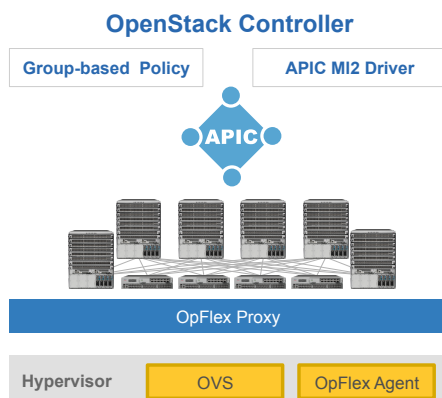 OpenStack Controller
Group-based Policy
APIC Ml2 Driver
APIC
OpFlex Proxy
Hypervisor
OVS
OpFlex Agent